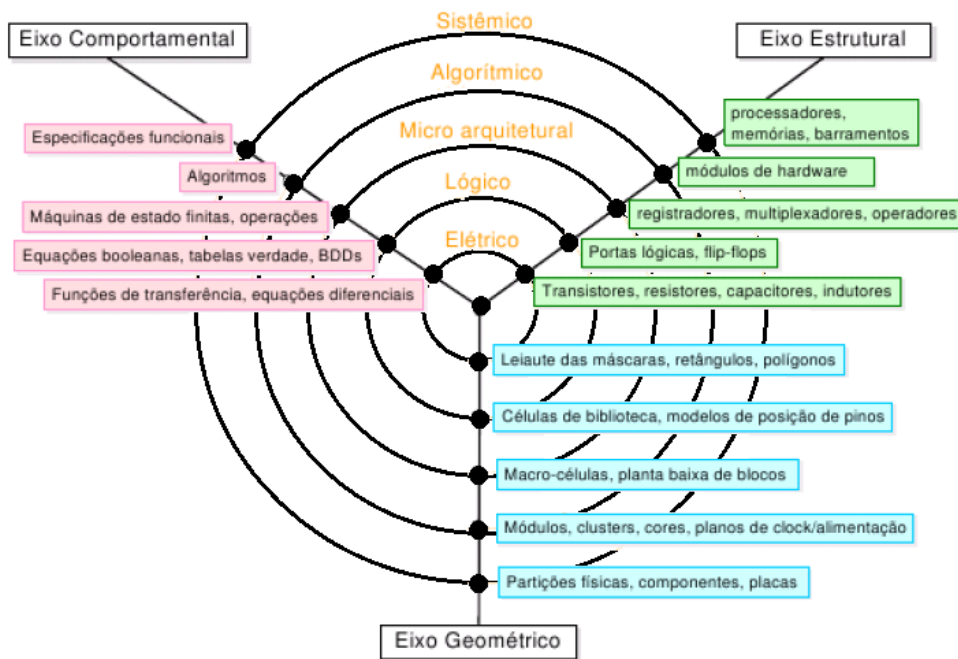 Sistêmico
Eixo Comportamental
Eixo Estrutural
Algorítmico
processadores,
memórias, barramentos
Especificações funcionais
Micro arquitetural
Algoritmos
módulos de hardware
Lógico
Máquinas de estado finitas, operações
registradores, multiplexadores, operadores
Elétrico
Equações booleanas, tabelas verdade, BDDs
Portas lógicas, flip-flops
Funções de transferência, equações diferenciais
Transistores, resistores, capacitores, indutores
Leiaute das máscaras, retângulos, polígonos
Células de biblioteca, modelos de posição de pinos
Macro-células, planta baixa de blocos
Módulos, clusters, cores, planos de clock/alimentação
Partições físicas, componentes, placas
Eixo Geométrico